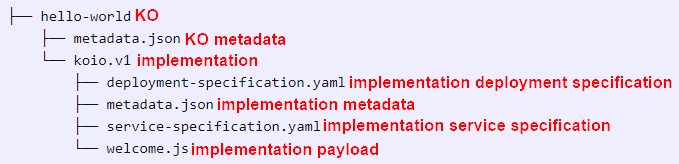 ├── hello-world KO
├── metadata.json KO metadata
└── koio.v1 implementation
├── deployment-specification.yaml implementation deployment specification
├── metadata.json implementation metadata
├── service-specification.yaml implementation service specification
└── welcome.js implementation payload